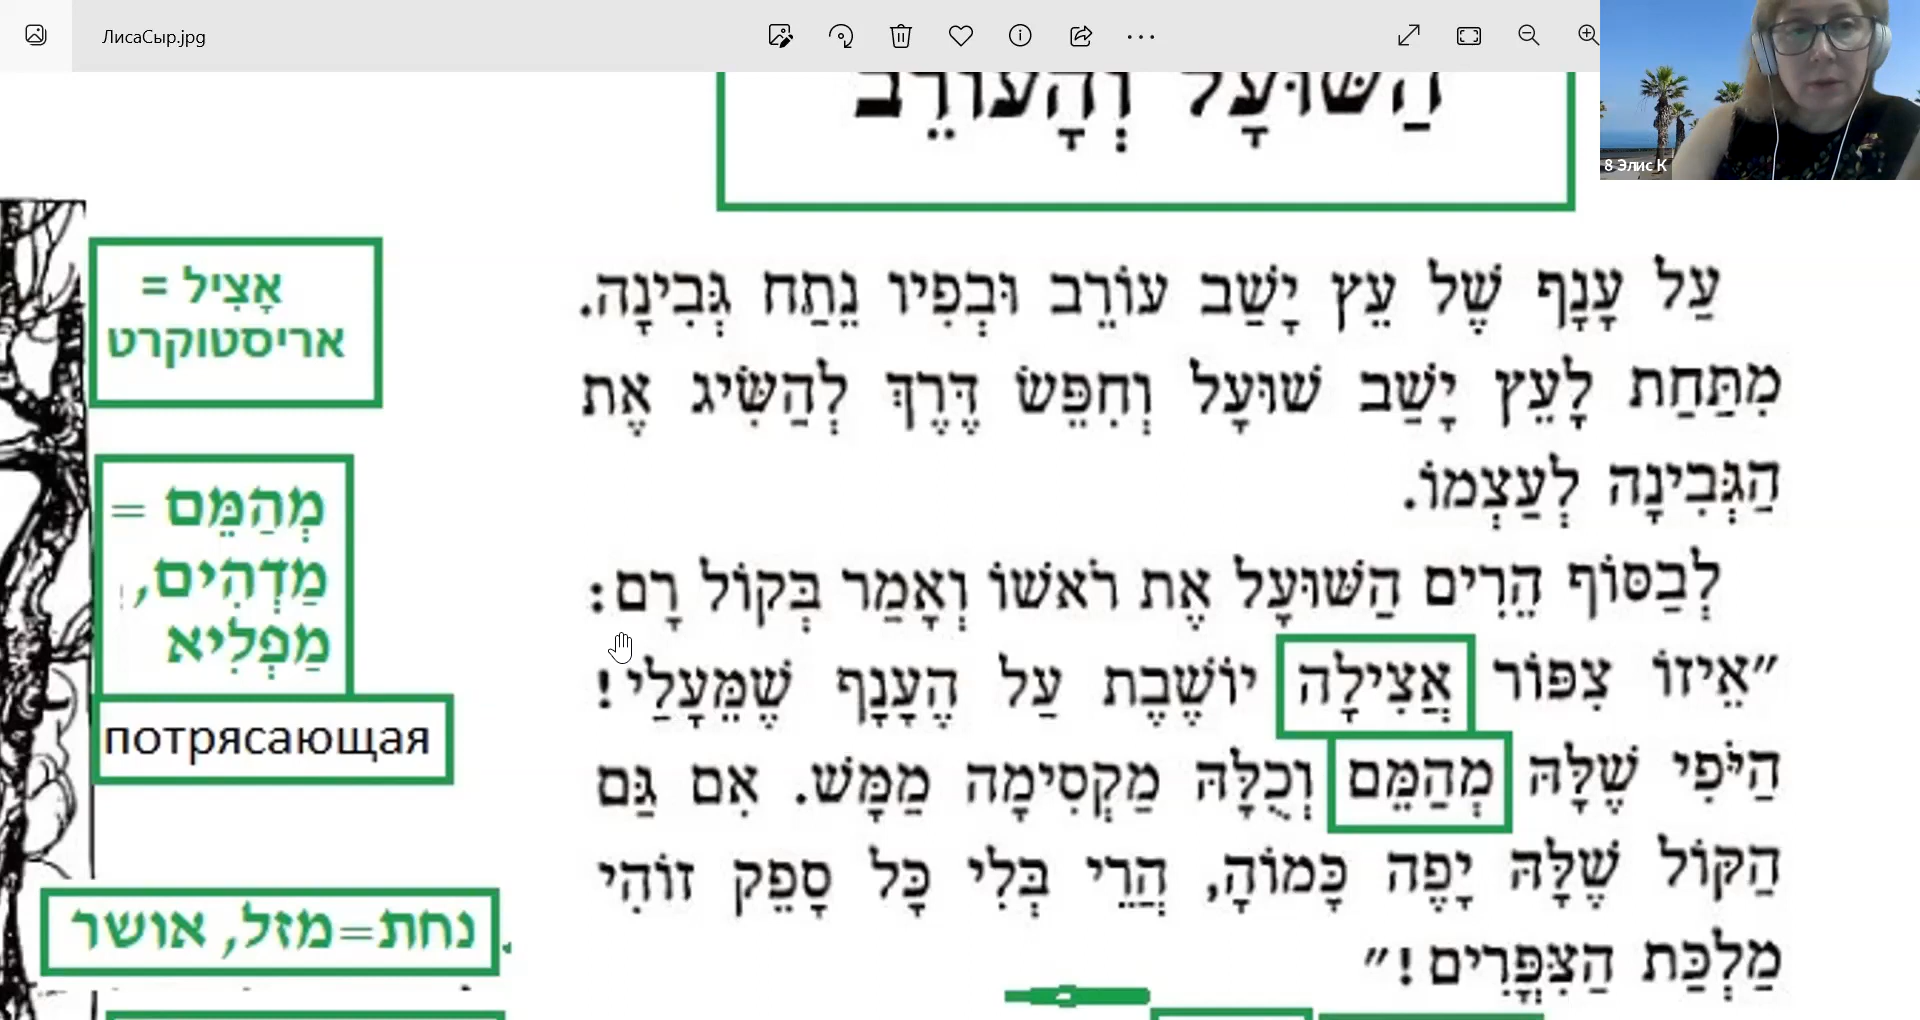 ЛисаСыр.jpg
8 Элис К
הַשּׁוּעָל וְהָעוֹרֵב
עַל עָנָף שֶׁל עֵץ יָשַׁב עוֹרֵב וּבְפִיו נֵתַח גְּבִינָה.
מִתַּחַת לָעֵץ יָשַׁב שׁוּעָל וְחִפֵּשׂ דֶּרֶךְ לְהַשִּׂיג אֶת
הַגְּבִינָה לְעַצְמוֹ.
לְבַסּוֹף הֵרִים הַשּׁוּעָל אֶת רֹאשׁוֹ וְאָמַר בְּקוֹל רָם:
״אֵיזוֹ צִפּוֹר אֲצִילָה יוֹשֶׁבֶת עַל הֶעָנָף שֶׁמֵּעָלַי!
הַיֹּפִי שֶׁלָּהּ מְהַמֵּם וְכֻלָּהּ מַקְסִימָה מַמָּשׁ. אִם גַּם
הַקּוֹל שֶׁלָּהּ יָפֶה כָּמוֹהָ, הֲרֵי בְּלִי כָּל סָפֵק זוֹהִי
מַלְכַּת הַצִּפֳּרִים!״
אָצִיל =
אריסטוקרט
מְהַמֵּם =
מַדְהִים,
מַפְלִיא
потрясающая
נחת=מזל, אושר